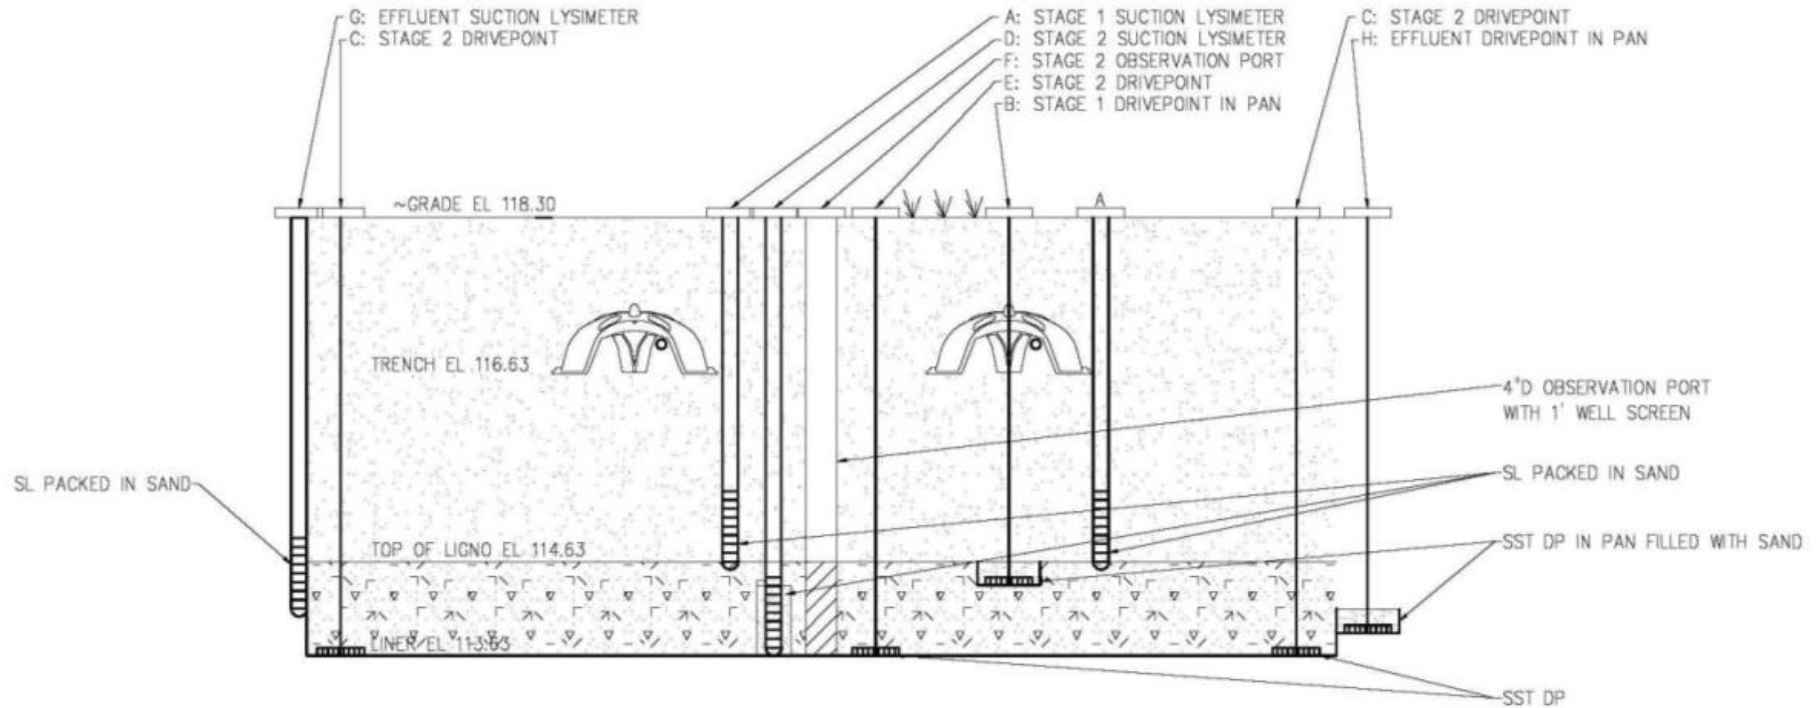 G: EFFLUENT SUCTION LYSIMETER
C: STAGE 2 DRIVEPOINT
A: STAGE 1 SUCTION LYSIMETER
D: STAGE 2 SUCTION LYSIMETER
F: STAGE 2 OBSERVATION PORT
E: STAGE 2 DRIVEPOINT
B: STAGE 1 DRIVEPOINT IN PAN
C: STAGE 2 DRIVEPOINT
H: EFFLUENT DRIVEPOINT IN PAN
~GRADE EL 118.30
A
TRENCH EL 116.63
4"D OBSERVATION PORT
WITH 1' WELL SCREEN
SL PACKED IN SAND
SL PACKED IN SAND
TOP OF LIGNO EL 114.63
SST DP IN PAN FILLED WITH SAND
LINER EL 113.63
SST DP